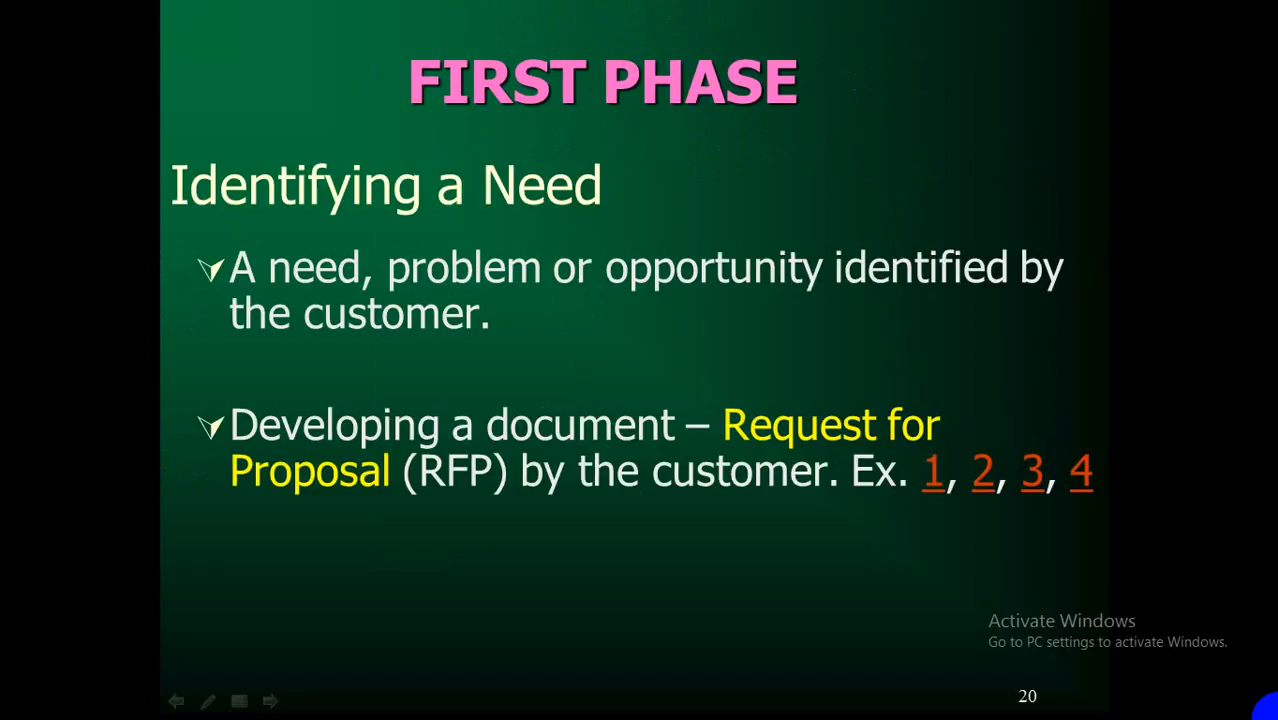 FIRST PHASE
Identifying a Need
A need, problem or opportunity identified by
the customer.
Developing a document – Request for
Proposal (RFP) by the customer. Ex. 1, 2, 3, 4
Activate Windows
Go to PC settings to activate Windows.
20